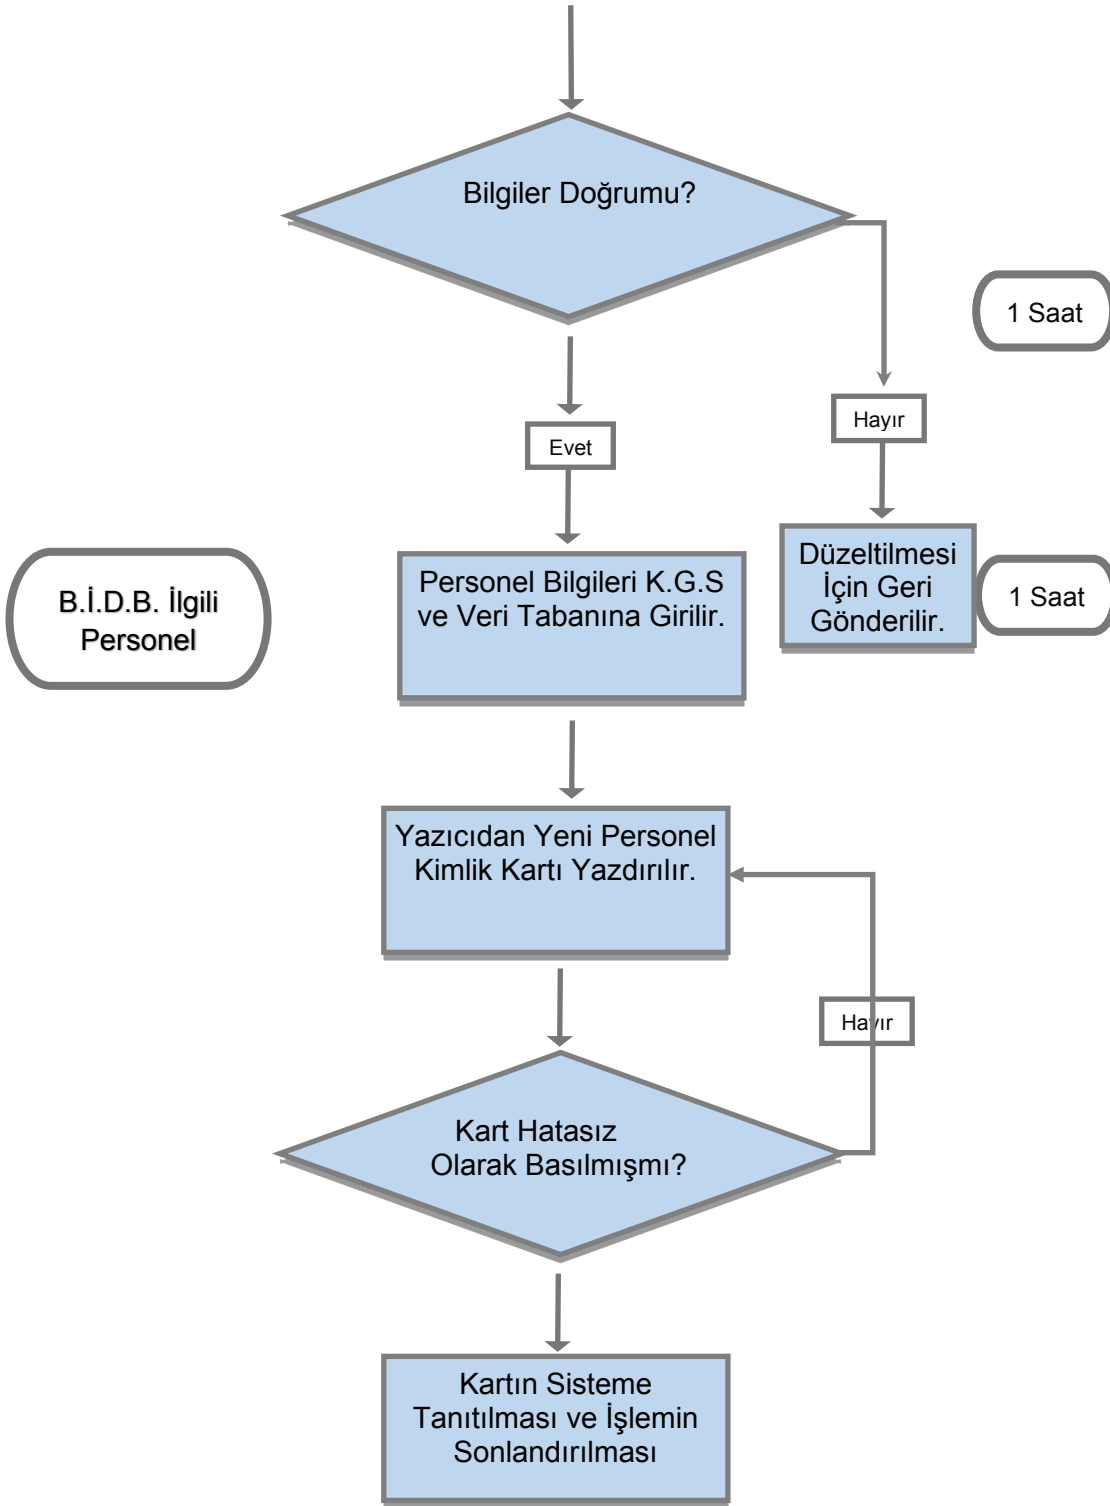 Bilgiler Doğrumu?
1 Saat
Hayır
Evet
B.İ.D.B. İlgili
Personel
Personel Bilgileri K.G.S
ve Veri Tabanına Girilir.
Düzeltilmesi
İçin Geri
Gönderilir.
1 Saat
Yazıcıdan Yeni Personel
Kimlik Kartı Yazdırılır.
Hayır
Kart Hatasız
Olarak Basılmışmı?
Kartın Sisteme
Tanıtılması ve İşlemin
Sonlandırılması